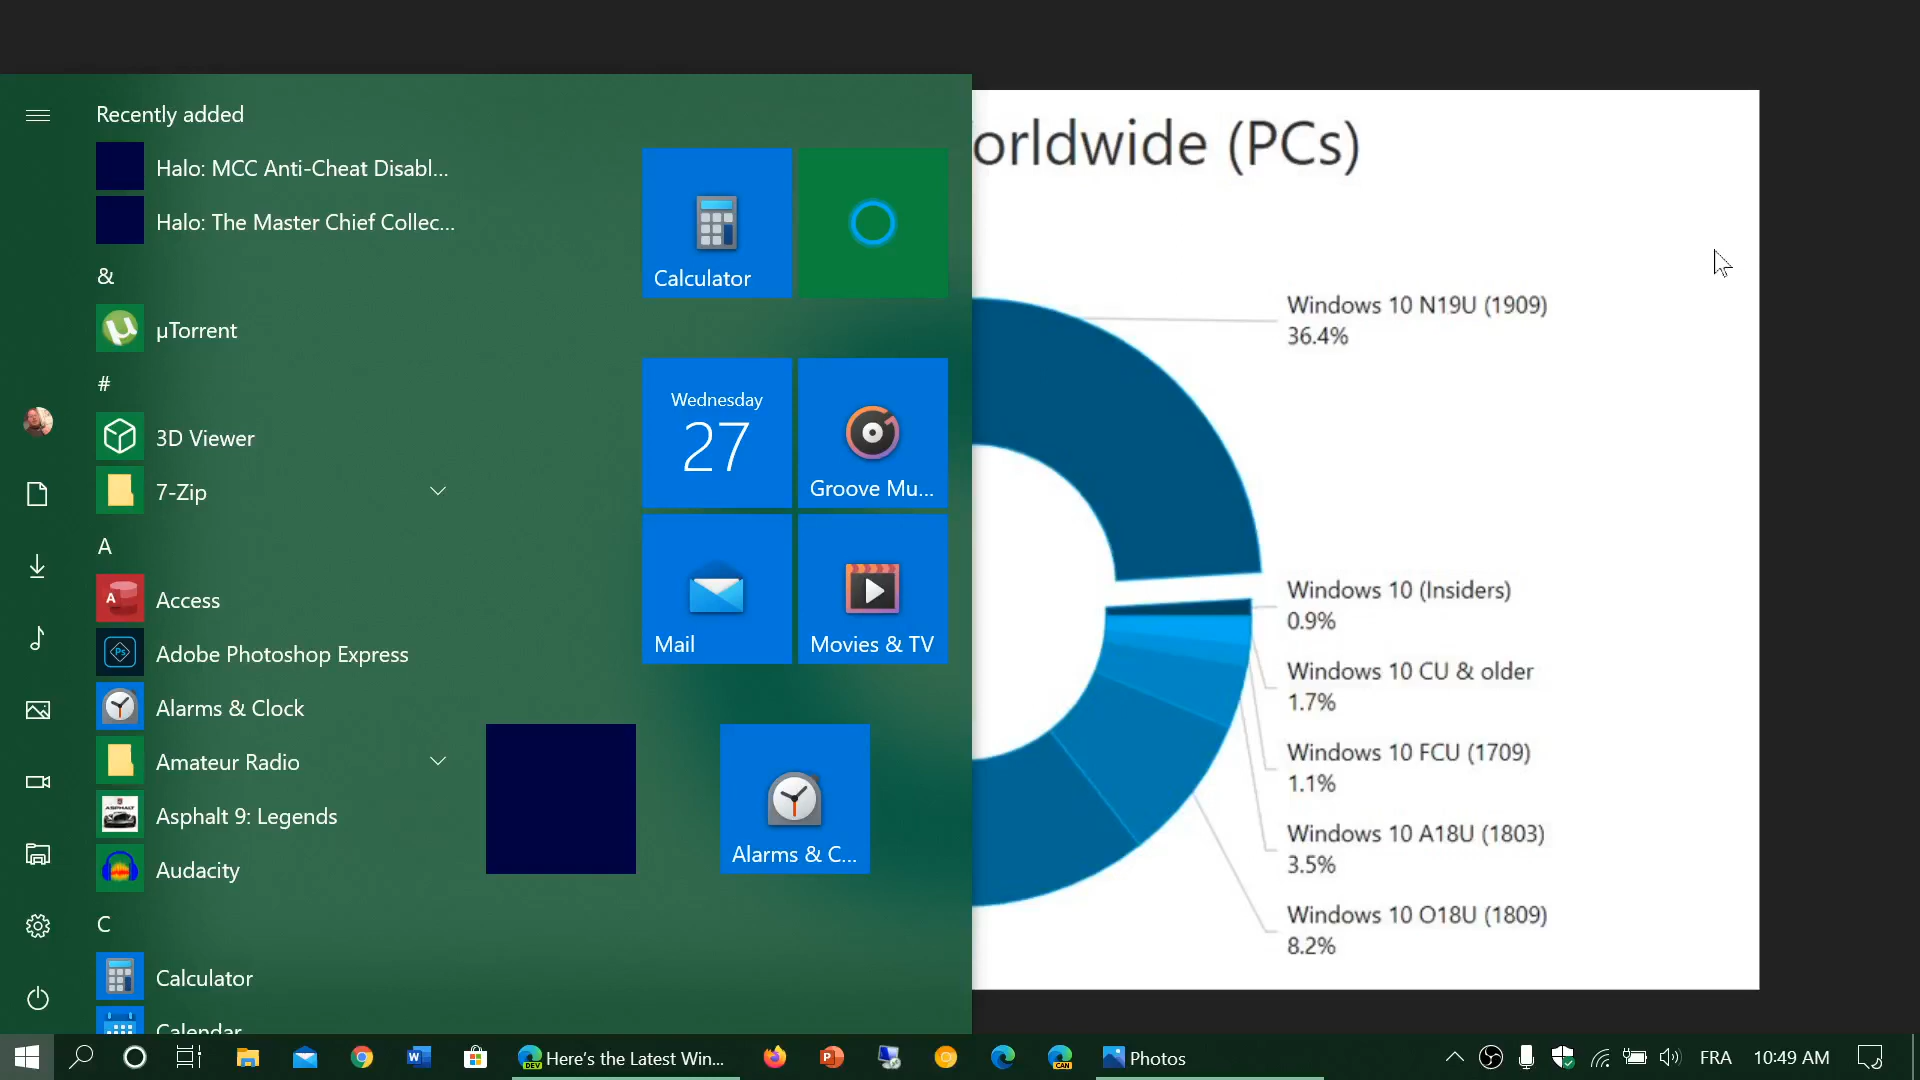 Recently added
Halo: MCC Anti-Cheat Disabl...
Halo: The Master Chief Collec...
&
µTorrent
#
3D Viewer
7-Zip
A
Access
Adobe Photoshop Express
Alarms & Clock
Amateur Radio
Asphalt 9: Legends
Audacity
C
Calculator
Calendar
Calculator
Wednesday
27
Groove Mu...
Mail
Movies & TV
Alarms & C...
orldwide (PCs)
Windows 10 N19U (1909)
36.4%
Windows 10 (Insiders)
0.9%
Windows 10 CU & older
1.7%
Windows 10 FCU (1709)
1.1%
Windows 10 A18U (1803)
3.5%
Windows 10 O18U (1809)
8.2%
Here's the Latest Win...
Photos
FRA
10:49 AM